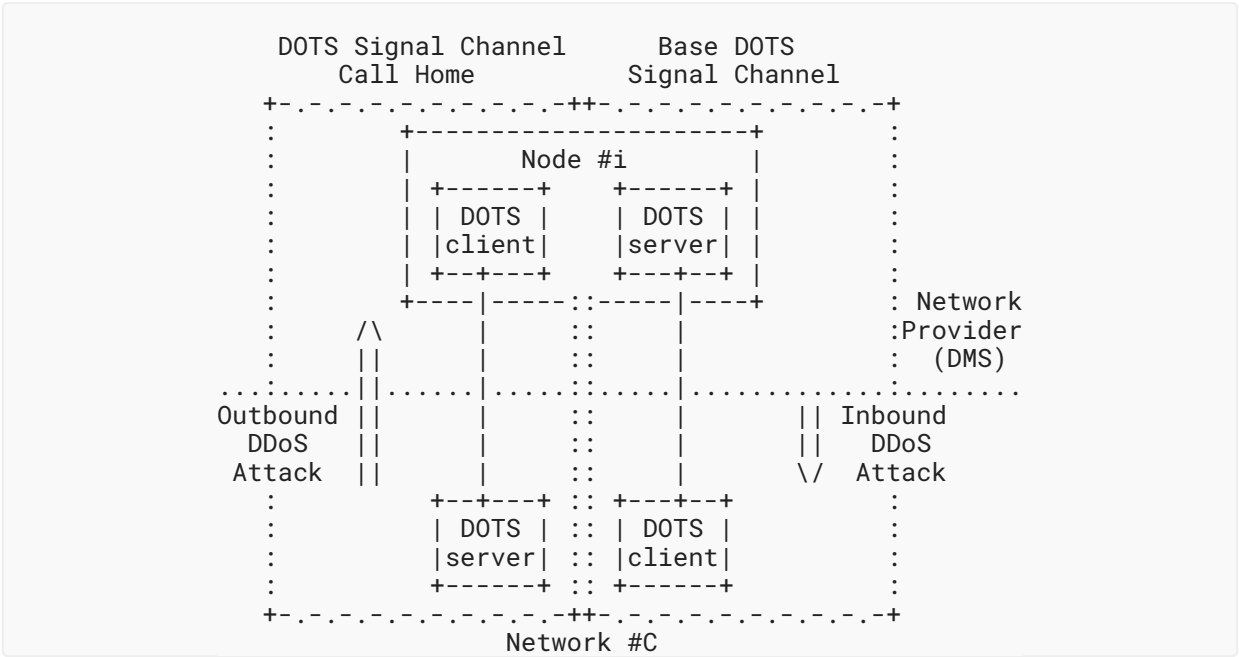 DOTS Signal Channel      Base DOTS
    Call Home          Signal Channel
+-.-.-.-.-.-.-.-.-.-++-.-.-.-.-.-.-.-.-.-+
:        +----------------------+        :
:        |       Node #i        |        :
:        | +------+    +------+ |        :
:        | | DOTS |    | DOTS | |        :
:        | |client|    |server| |        :
:        | +--+---+    +---+--+ |        :
:        +----|-----::-----|----+        : Network
:     /\      |     ::     |             :Provider
:     ||      |     ::     |             :  (DMS)
...:.....||......|.....::.....|.............:........
Outbound ||      |     ::     |       || Inbound
  DDoS   ||      |     ::     |       ||   DDoS
 Attack  ||      |     ::     |       \/  Attack
:          +--+---+ :: +---+--+          :
:          | DOTS | :: | DOTS |          :
:          |server| :: |client|          :
:          +------+ :: +------+          :
+-.-.-.-.-.-.-.-.-.-++-.-.-.-.-.-.-.-.-.-+
Network #C